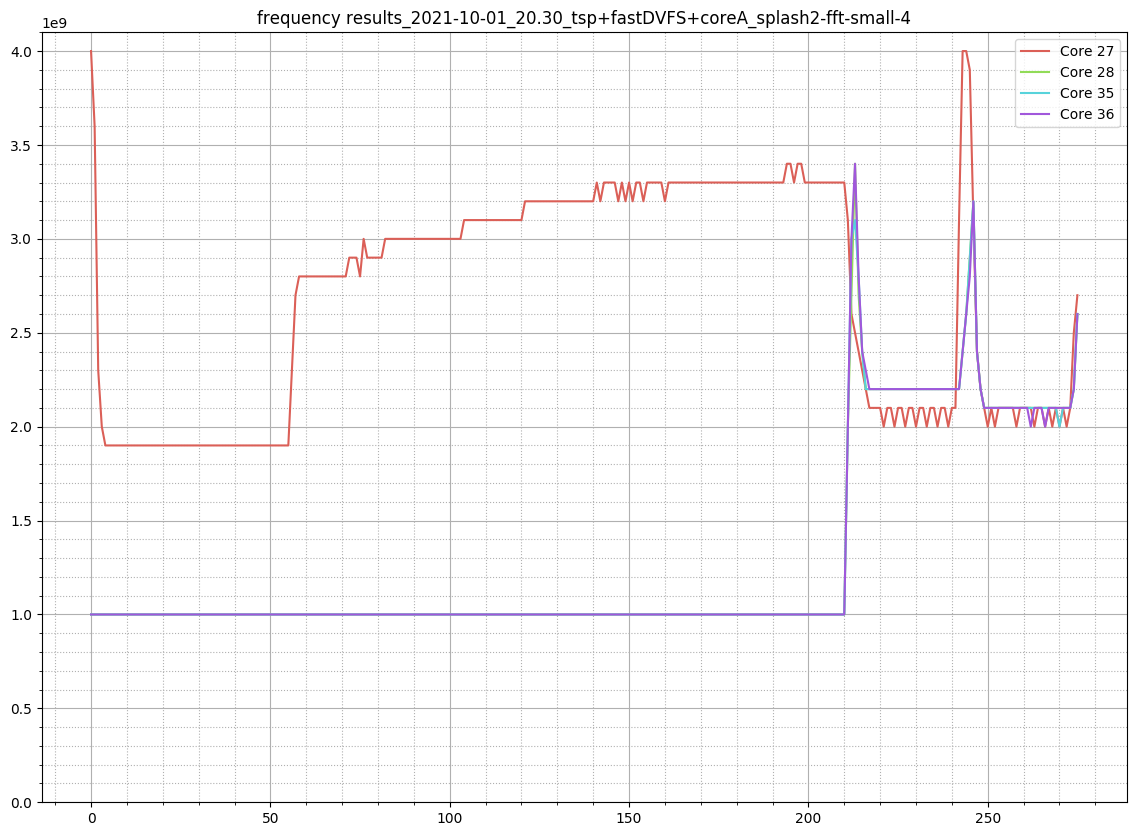 frequency results_2021-10-01_20.30_tsp+fastDVFS+coreA_splash2-fft-small-4
1e9
4.0
3.5
3.0
2.5
2.0
1.5
1.0
0.5
0.0
0 50 100 150 200 250
Core 27
Core 28
Core 35
Core 36